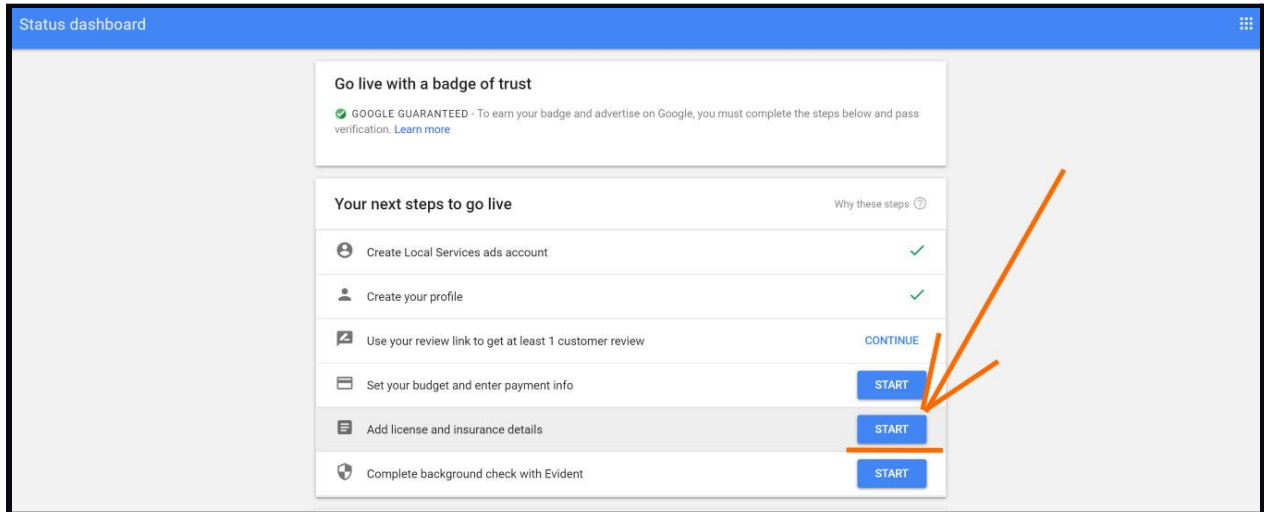 Status dashboard
Go live with a badge of trust
GOOGLE GUARANTEED - To earn your badge and advertise on Google, you must complete the steps below and pass
verification. Learn more
Your next steps to go live
Why these steps ?
Create Local Services ads account
Create your profile
Use your review link to get at least 1 customer review
CONTINUE
Set your budget and enter payment info
START
Add license and insurance details
START
Complete background check with Evident
START